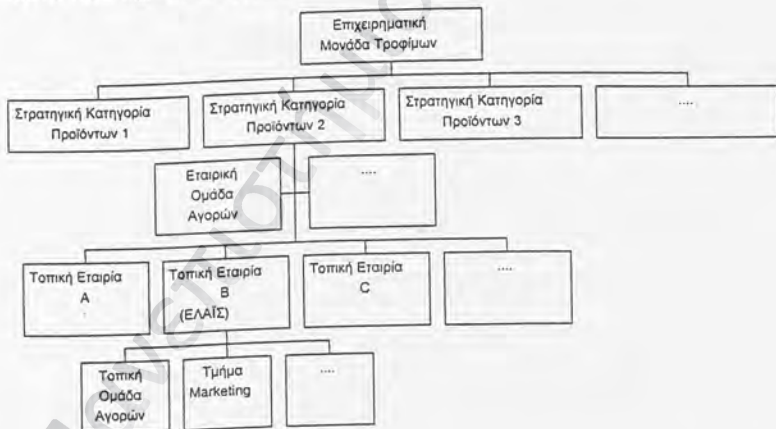 Επιχειρηματική
Μονάδα Τροφίμων
Στρατηγική Κατηγορία
Προϊόντων 1
Στρατηγική Κατηγορία
Προϊόντων 2
Στρατηγική Κατηγορία
Προϊόντων 3
....
Εταιρική
Ομάδα
Αγορών
....
Τοπική Εταιρία
A
Τοπική Εταιρία
B
(ΕΛΑΪΣ)
Τοπική Εταιρία
C
....
Τοπική
Ομάδα
Αγορών
Τμήμα
Marketing
....